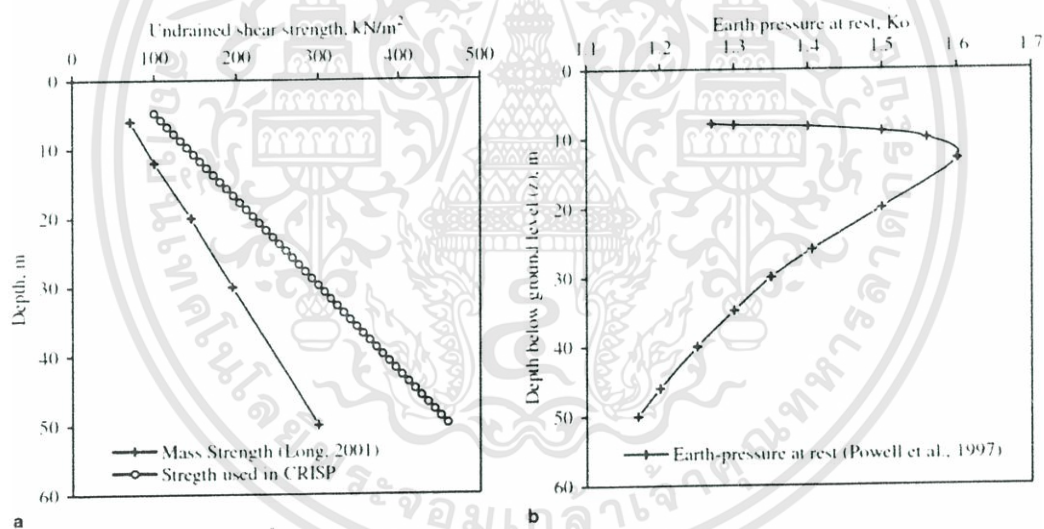 Undrained shear strength, kN/m²
0 100 200 300 400 500
0
10
20
30
40
50
60
Depth, m
Mass Strength (Long, 2001)
Stregth used in CRISP
a
Earth pressure at rest, Ko
1.1 1.2 1.3 1.4 1.5 1.6 1.7
0
10
20
30
40
50
60
Depth below ground level (z), m
Earth-pressure at rest (Powell et al., 1997)
b